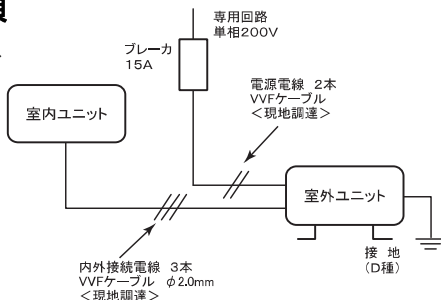 専用回路
単相200V
ブレーカ
15A
電源電線 2本
VVFケーブル
<現地調達>
室内ユニット
室外ユニット
接 地
(D種)
内外接続電線 3本
VVFケーブル φ2.0mm
<現地調達>